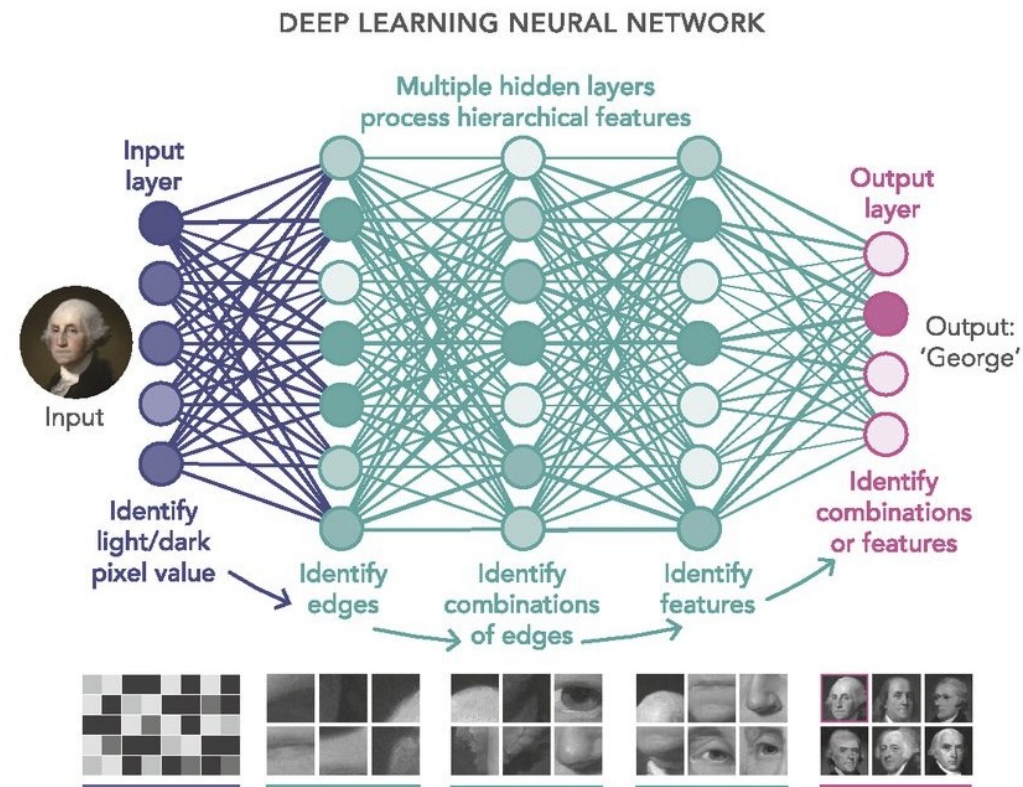 DEEP LEARNING NEURAL NETWORK
Multiple hidden layers
process hierarchical features
Input
layer
Output
layer
Input
Output:
'George'
Identify
light/dark
pixel value
Identify
edges
Identify
combinations
of edges
Identify
features
Identify
combinations
or features